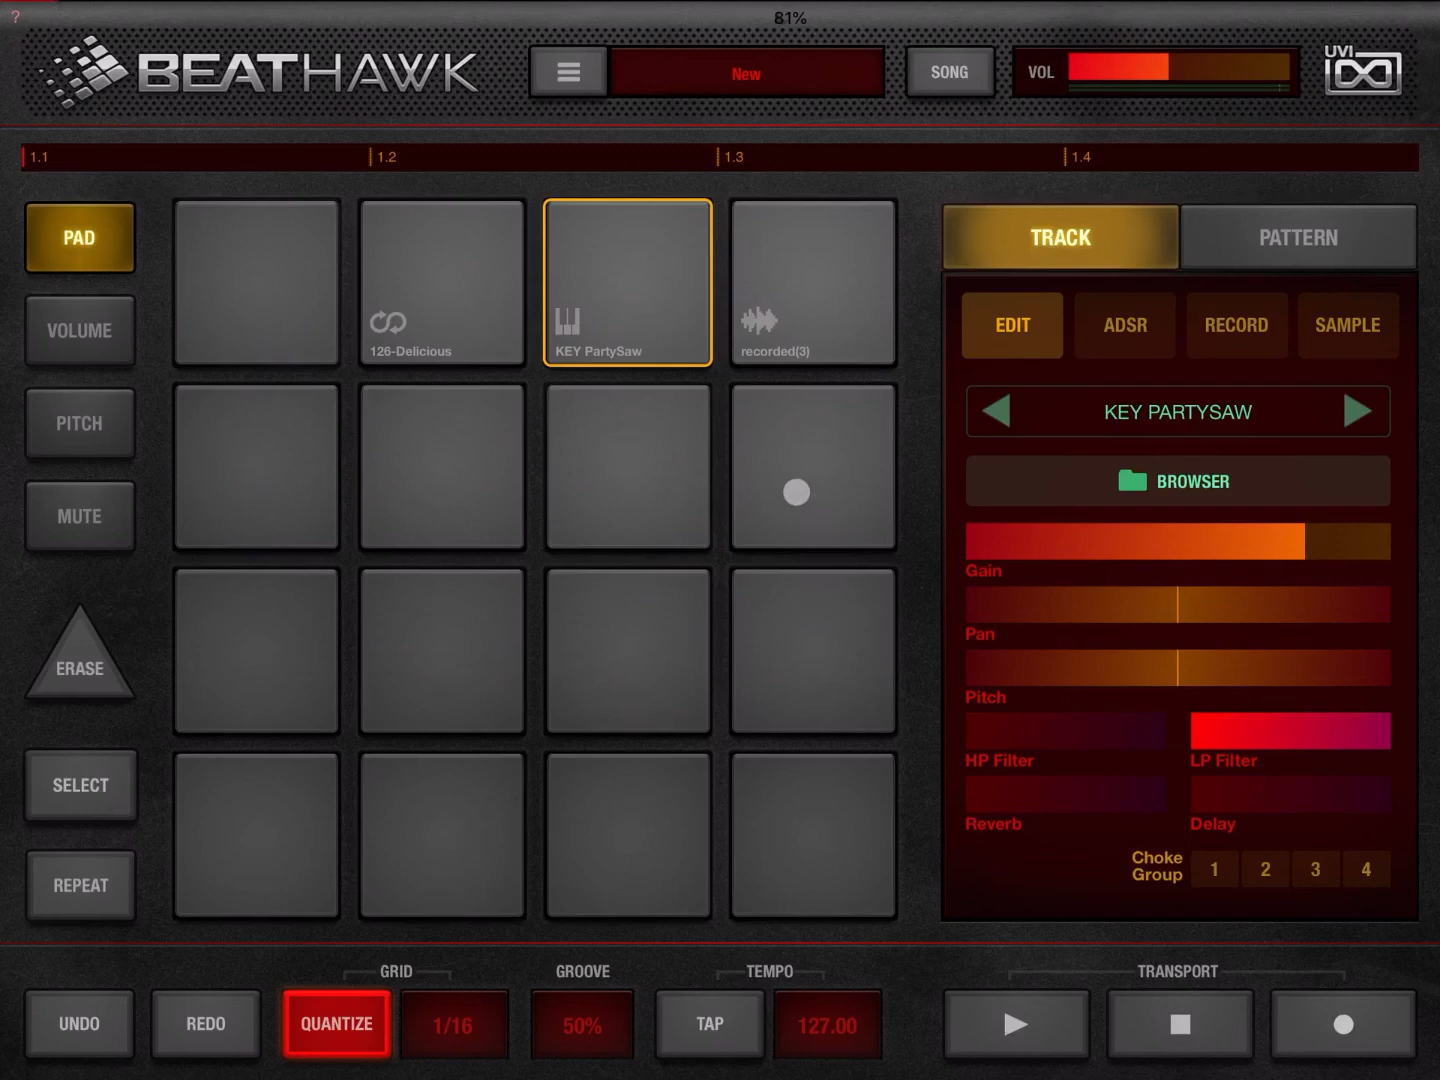 ?
81%
BEATHAWK
New
SONG
VOL
UVI
1.1
1.2
1.3
1.4
PAD
VOLUME
PITCH
MUTE
ERASE
SELECT
REPEAT
126-Delicious
KEY PartySaw
recorded(3)
TRACK
PATTERN
EDIT
ADSR
RECORD
SAMPLE
KEY PARTYSAW
BROWSER
Gain
Pan
Pitch
HP Filter
LP Filter
Reverb
Delay
Choke
Group
1
2
3
4
GRID
GROOVE
TEMPO
TRANSPORT
UNDO
REDO
QUANTIZE
1/16
50%
TAP
127.00